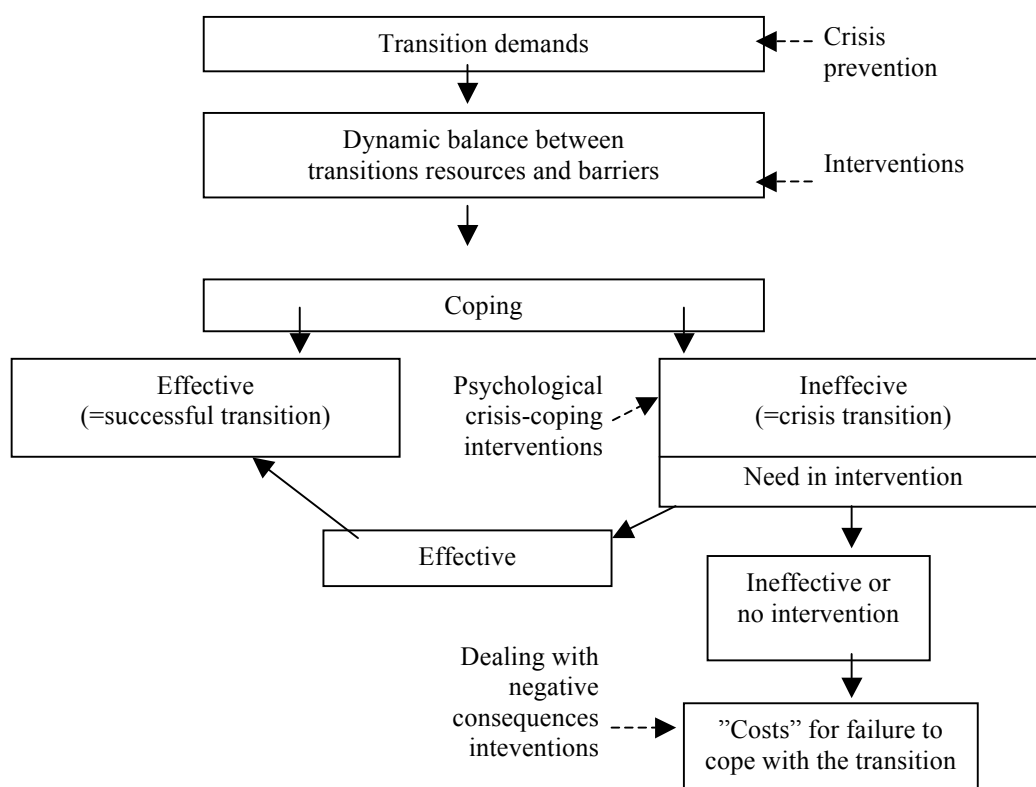 Transition demands
Crisis
prevention
Dynamic balance between
transitions resources and barriers
Interventions
Coping
Effective
(=successful transition)
Psychological
crisis-coping
interventions
Ineffecive
(=crisis transition)
Need in intervention
Effective
Ineffective or
no intervention
Dealing with
negative
consequences
inteventions
”Costs” for failure to
cope with the transition